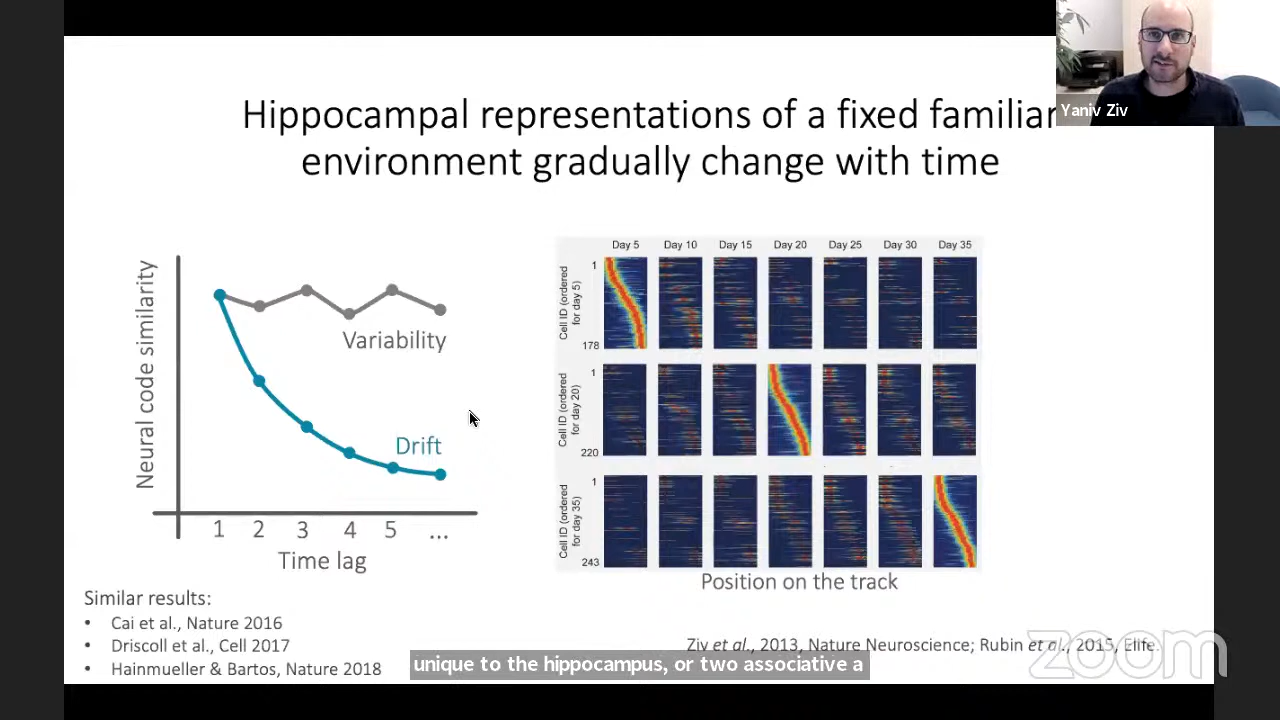 Yaniv Ziv
Hippocampal representations of a fixed familiar
environment gradually change with time
Neural code similarity
Variability
Drift
1 2 3 4 5 ...
Time lag
Day 5 Day 10 Day 15 Day 20 Day 25 Day 30 Day 35
Cell ID (ordered
for day 5)
1
178
Cell ID (ordered
for day 20)
1
220
Cell ID (ordered
for day 35)
1
243
Position on the track
Similar results:
• Cai et al., Nature 2016
• Driscoll et al., Cell 2017
• Hainmueller & Bartos, Nature 2018
Ziv et al., 2013, Nature Neuroscience; Rubin et al., 2015, Elife.
unique to the hippocampus, or two associative a
zoom